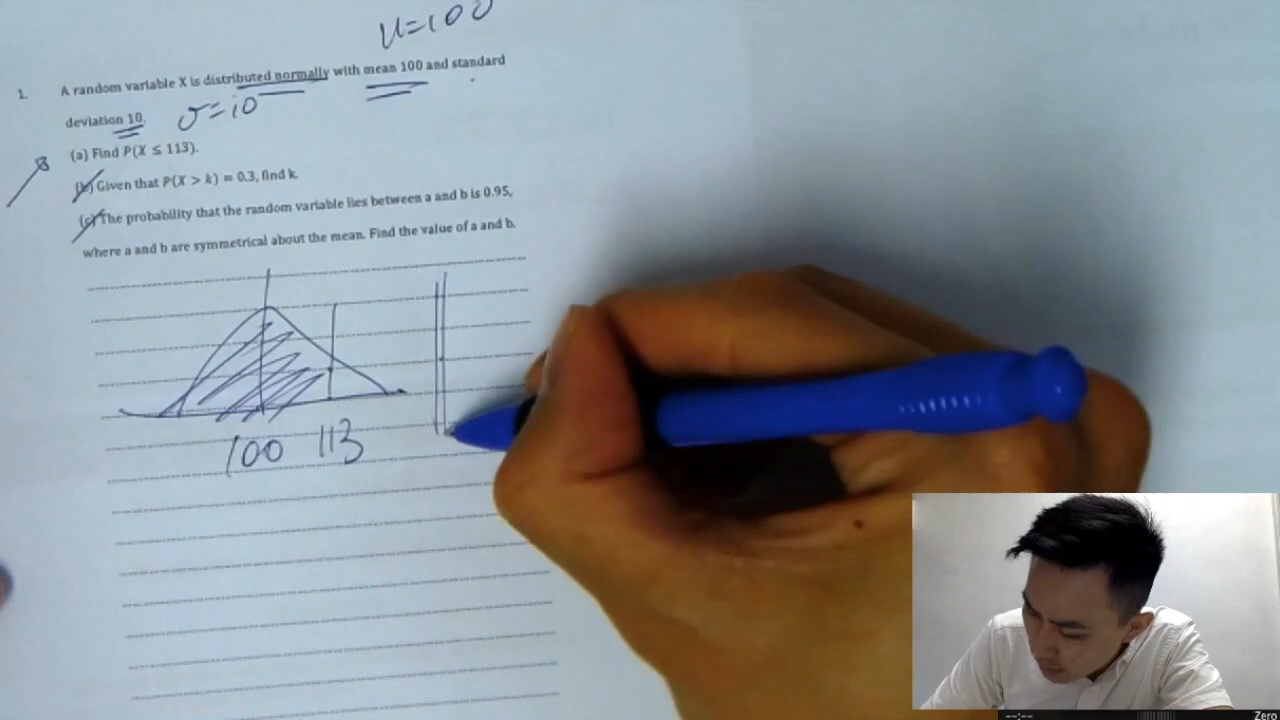 μ=100
1. A random variable X is distributed normally with mean 100 and standard
deviation 10. σ=10
(a) Find P(X ≤ 113).
(b) Given that P(X > k) = 0.3, find k.
(c) The probability that the random variable lies between a and b is 0.95,
where a and b are symmetrical about the mean. Find the value of a and b.
100 113
--:-- Zero